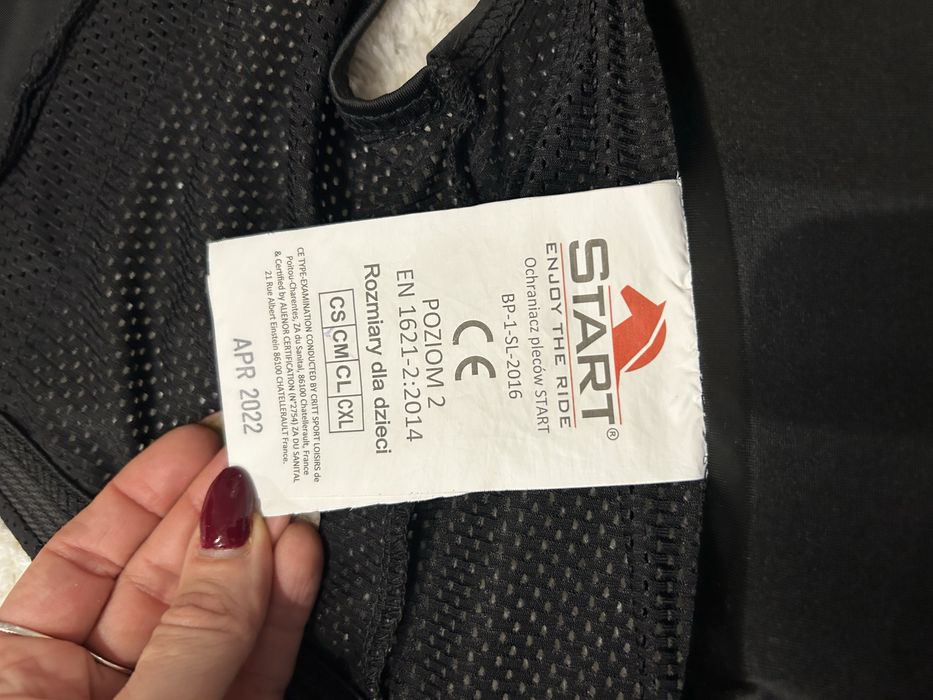 START®
ENJOY THE RIDE
Ochraniacz pleców START
BP-1-SL-2016
CE
POZIOM 2
EN 1621-2:2014
Rozmiary dla dzieci
CS CM CL CXL
CE TYPE-EXAMINATION CONDUCTED BY CRITT SPORT LOISIRS de
Poitou-Charentes, ZA du Sanital, 86100 Chatellerault, France
& Certified by ALIENOR CERTIFICATION (N°2754) ZA DU SANITAL
21 Rue Albert Einstein 86100 CHATELLERAULT France.
APR 2022